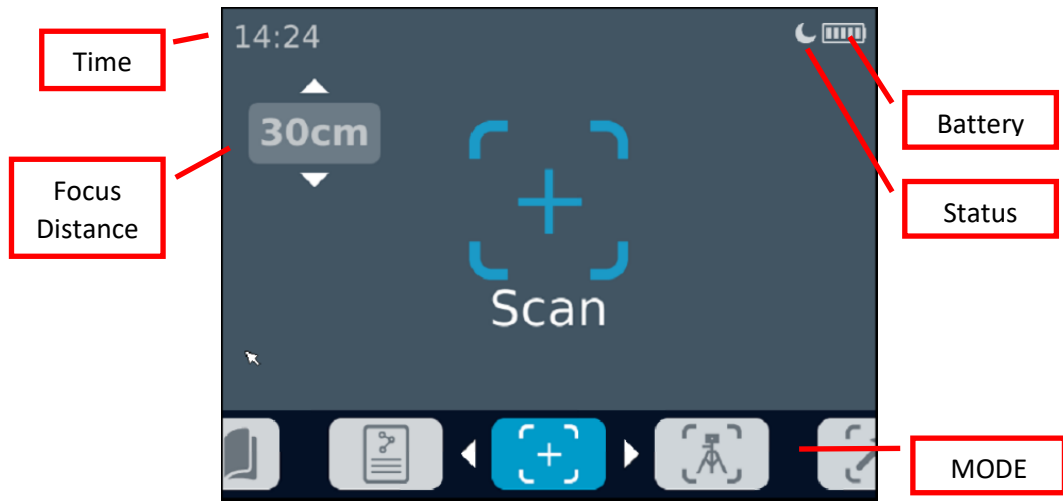 Time
14:24
Battery
30cm
Focus
Distance
Status
Scan
MODE